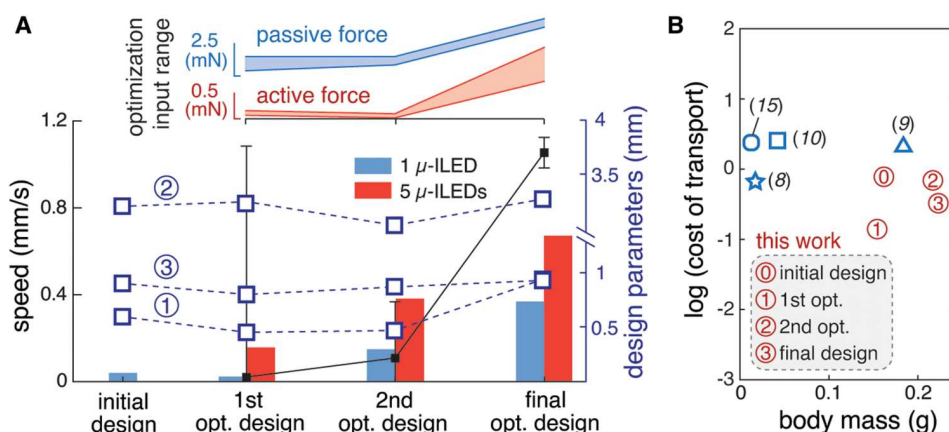 A
optimization
input range
2.5
(mN)
passive force
0.5
(mN)
active force
speed (mm/s)
1.2
0.8
0.4
0
1 μ-ILED
5 μ-ILEDs
②
③
①
4
3.5
1
0.5
design parameters (mm)
initial
design
1st
opt. design
2nd
opt. design
final
opt. design
B
log (cost of transport)
2
1
0
-1
-2
-3
(15)
(10)
(9)
(8)
⓪
②
③
①
this work
⓪ initial design
① 1st opt.
② 2nd opt.
③ final design
0
0.1
0.2
body mass (g)